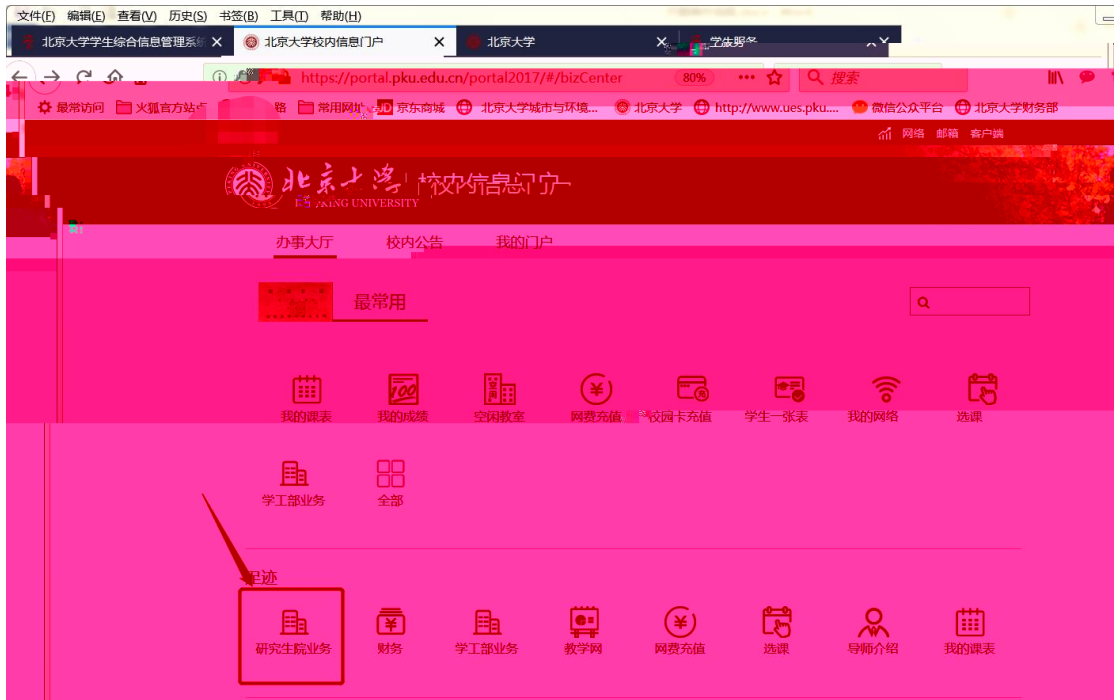 文件(F) 编辑(E) 查看(V) 历史(S) 书签(B) 工具(T) 帮助(H)
北京大学学生综合信息管理系统 北京大学校内信息门户 北京大学
https://portal.pku.edu.cn/portal2017/#/bizCenter 80% 搜索
最常访问 火狐官方站点 常用网址 JD 京东商城 北京大学城市与环境... 北京大学 http://www.ues.pku.... 微信公众平台 北京大学财务部
网络 邮箱 客户端
北京大学 校内信息门户
UNIVERSITY
办事大厅 校内公告 我的门户
最常用
我的课表 我的成绩 空闲教室 网费充值 校园卡充值 学生一张表 我的网络 选课
学工部业务 全部
足迹
研究生院业务 财务 学工部业务 教学网 网费充值 选课 导师介绍 我的课表